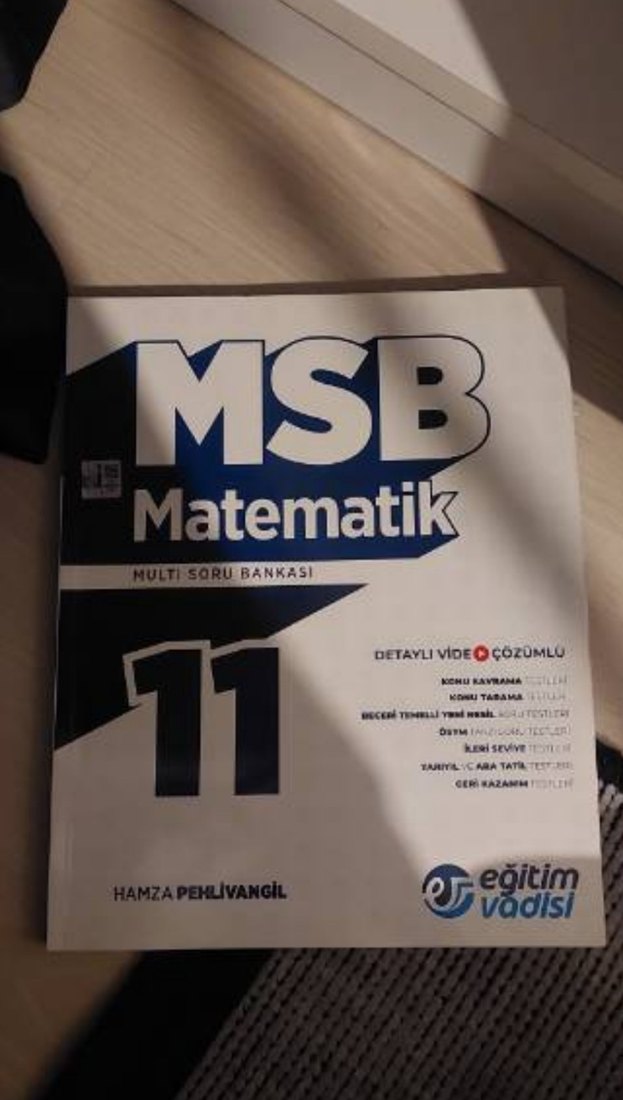 MSB
Matematik
MULTI SORU BANKASI
11
DETAYLI VİDEO ÇÖZÜMLÜ
KONU KAVRAMA TESTLERİ
KONU TARAMA TESTLERİ
BECERİ TEMELLİ YENİ NESİL SORU TESTLERİ
ÖSYM TARZI SORU TESTLERİ
İLERİ SEVİYE TESTLERİ
YARIYIL VE ARA TATİL TESTLERİ
GERİ KAZANIM TESTLERİ
HAMZA PEHLİVANGİL
eğitim
vadisi